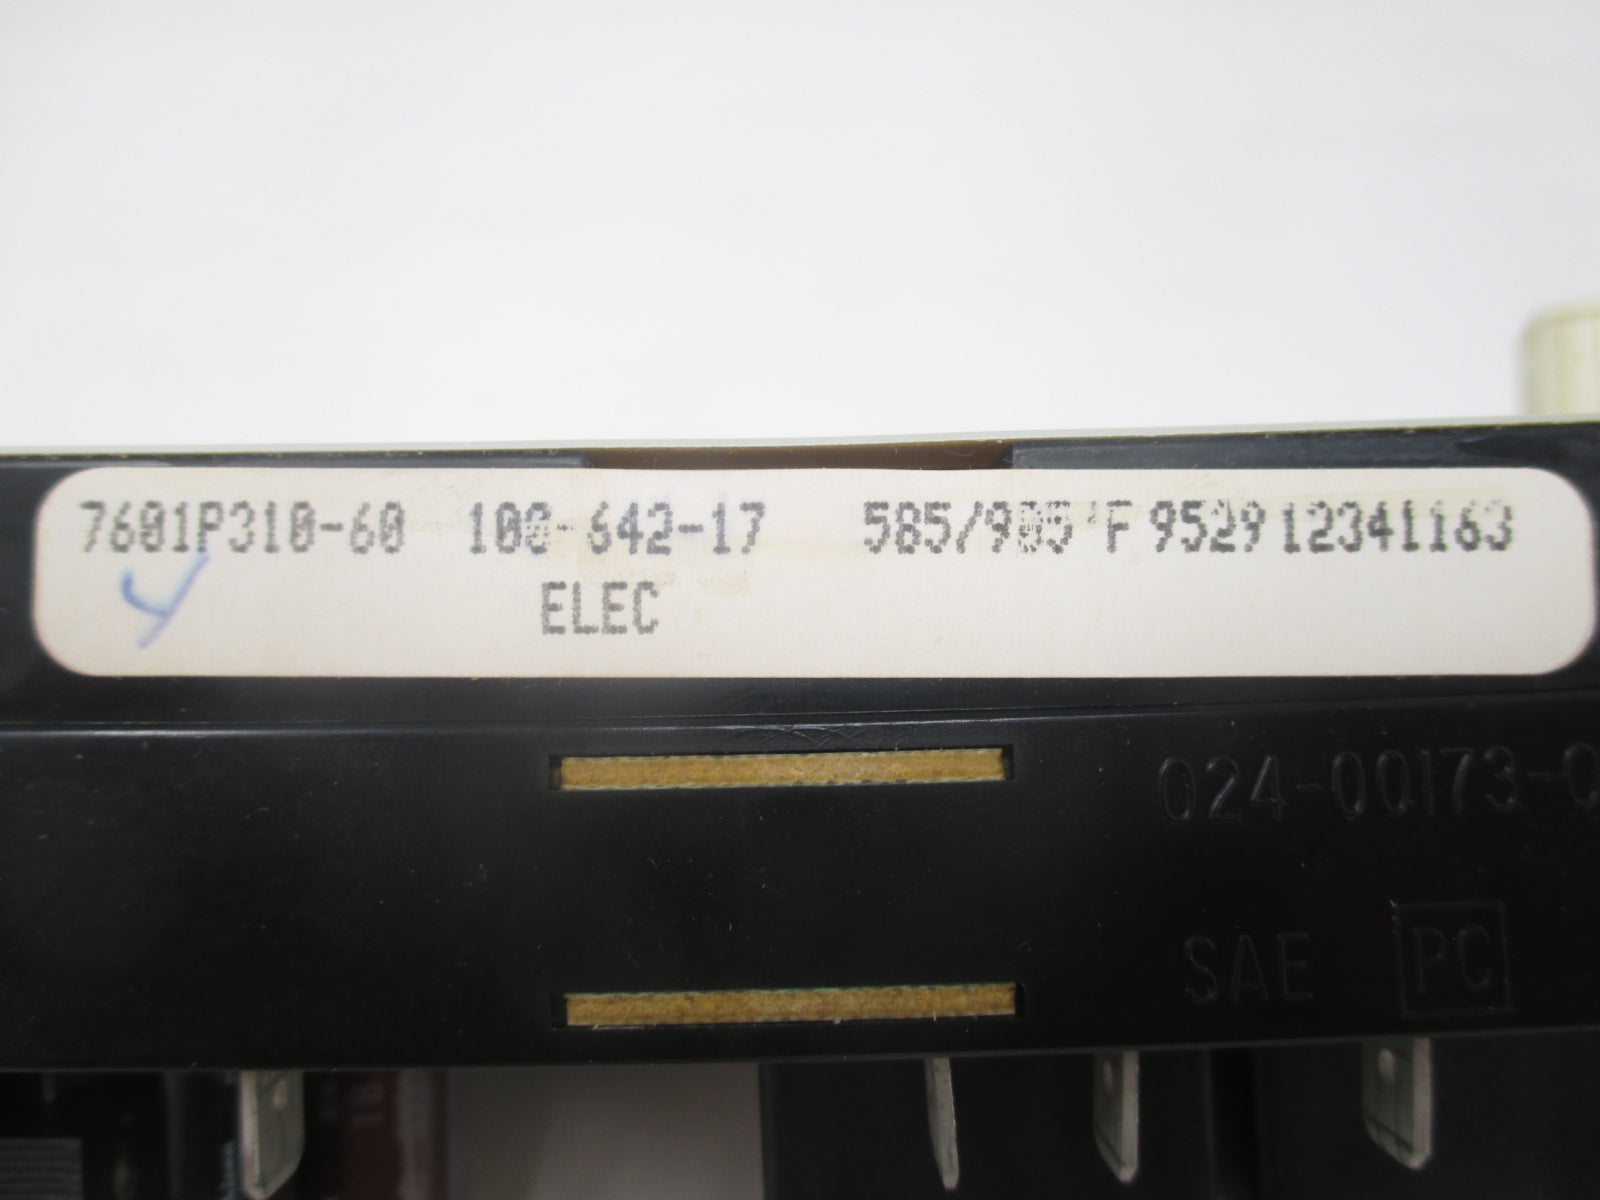 7601P310-60 100-642-17 585/905°F 9529 12341163
ELEC
024-00173-0
SAE PC